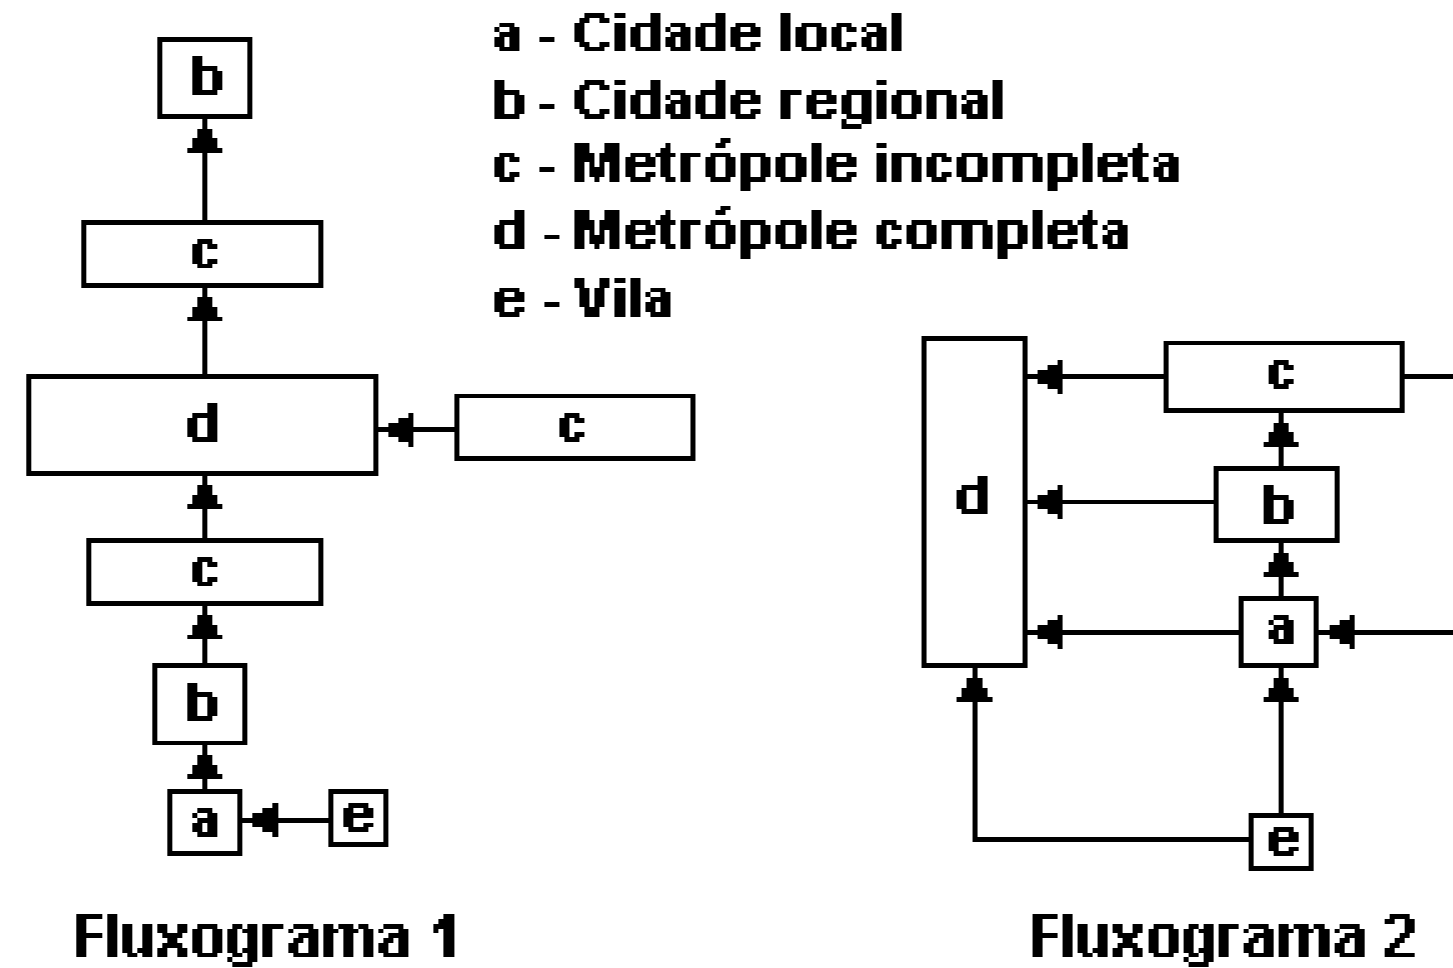 a - Cidade local
b - Cidade regional
c - Metrópole incompleta
d - Metrópole completa
e - Vila
b
c
d
c
c
b
a
e
Fluxograma 1
c
d
b
a
e
Fluxograma 2